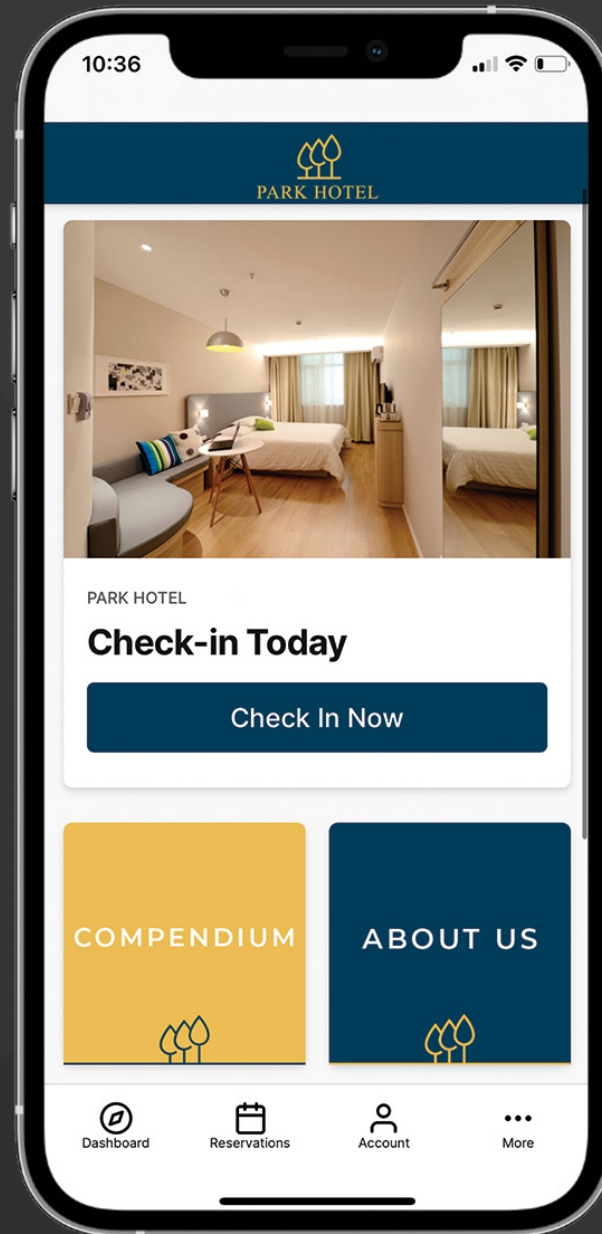 10:36
PARK HOTEL
PARK HOTEL
Check-in Today
Check In Now
COMPENDIUM
ABOUT US
Dashboard
Reservations
Account
More